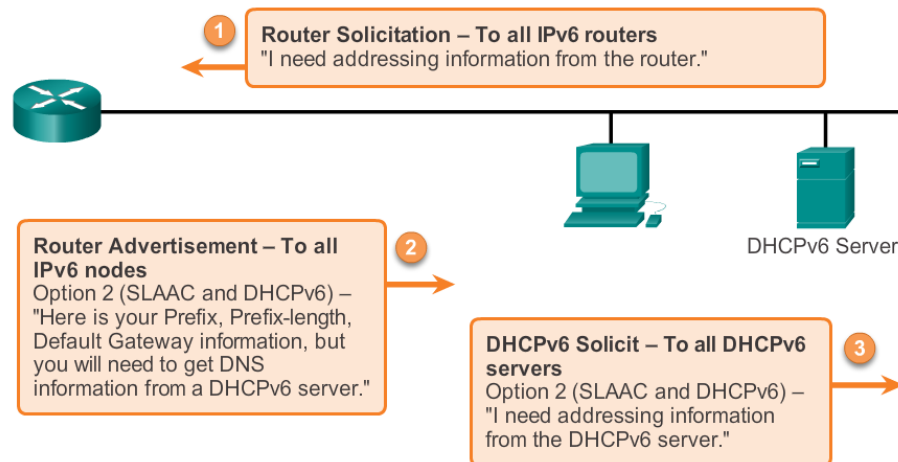 1
Router Solicitation – To all IPv6 routers
"I need addressing information from the router."
DHCPv6 Server
Router Advertisement – To all
IPv6 nodes
Option 2 (SLAAC and DHCPv6) –
"Here is your Prefix, Prefix-length,
Default Gateway information, but
you will need to get DNS
information from a DHCPv6 server."
2
DHCPv6 Solicit – To all DHCPv6
servers
Option 2 (SLAAC and DHCPv6) –
"I need addressing information
from the DHCPv6 server."
3